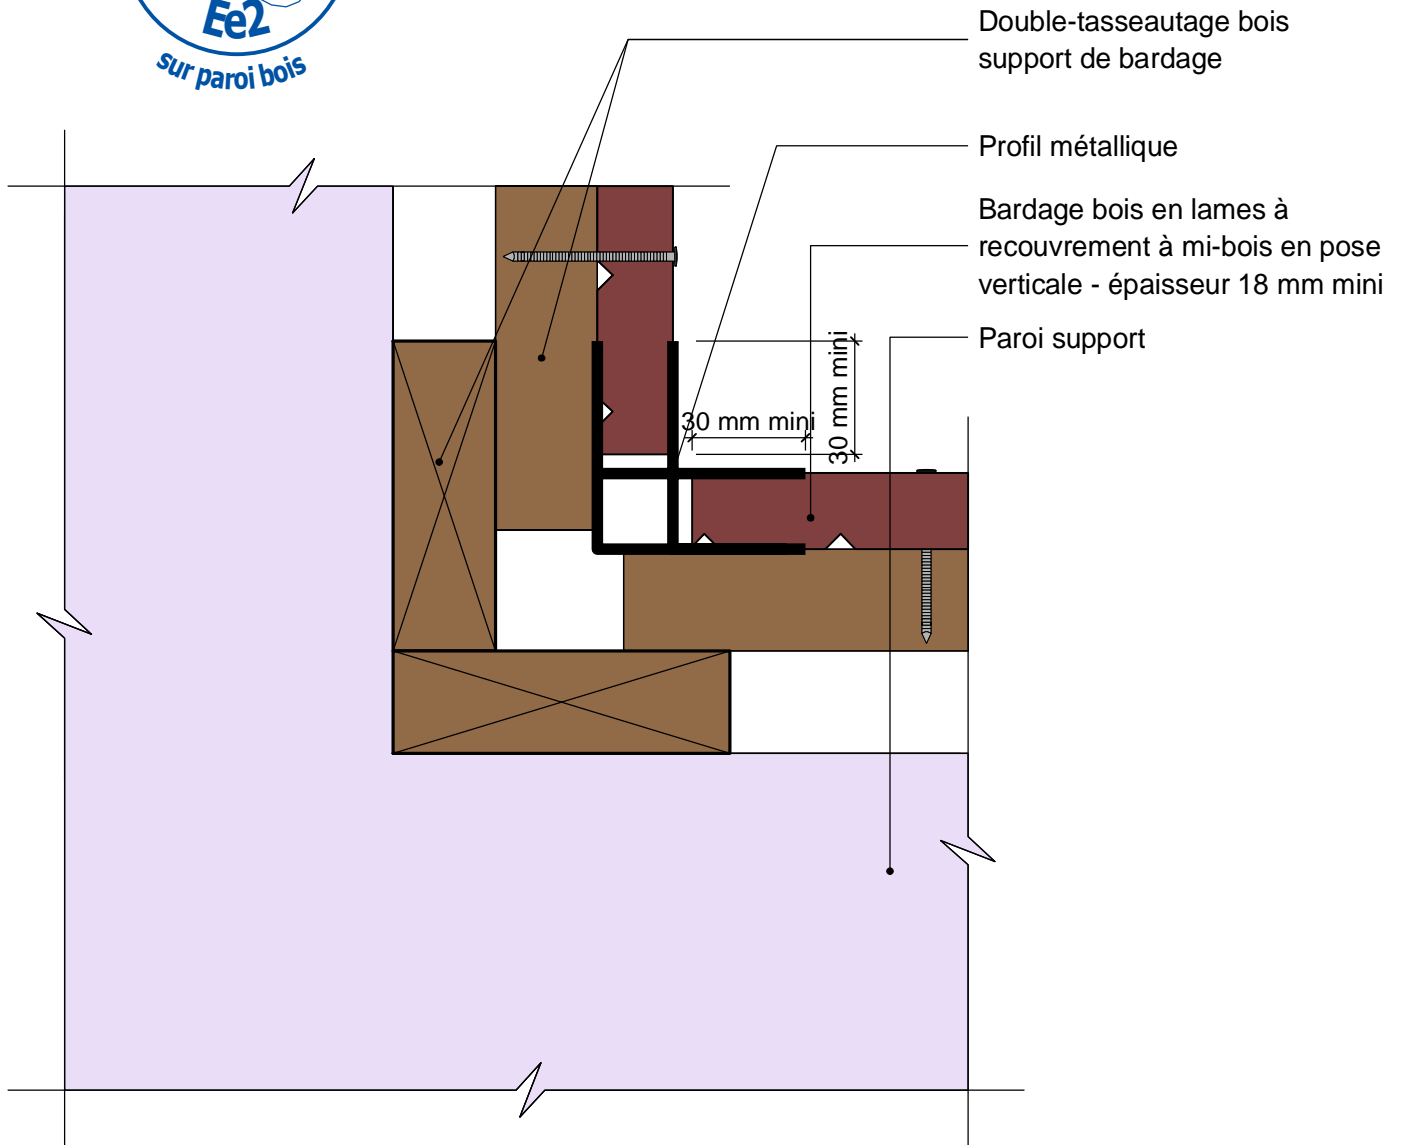 Ee2
sur paroi bois
Double-tasseautage bois
support de bardage
Profil métallique
Bardage bois en lames à
recouvrement à mi-bois en pose
verticale - épaisseur 18 mm mini
Paroi support
30 mm mini
30 mm mini